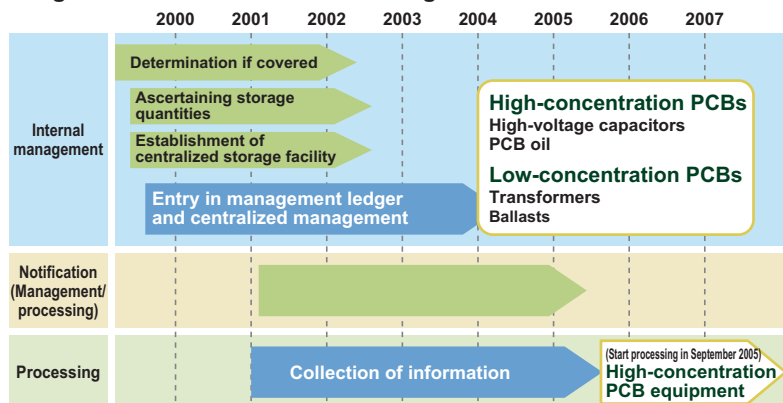 2000 2001 2002 2003 2004 2005 2006 2007
Internal
management
Determination if covered
Ascertaining storage
quantities
Establishment of
centralized storage facility
Entry in management ledger
and centralized management
High-concentration PCBs
High-voltage capacitors
PCB oil
Low-concentration PCBs
Transformers
Ballasts
Notification
(Management/
processing)
Processing
Collection of information
(Start processing in September 2005)
High-concentration
PCB equipment